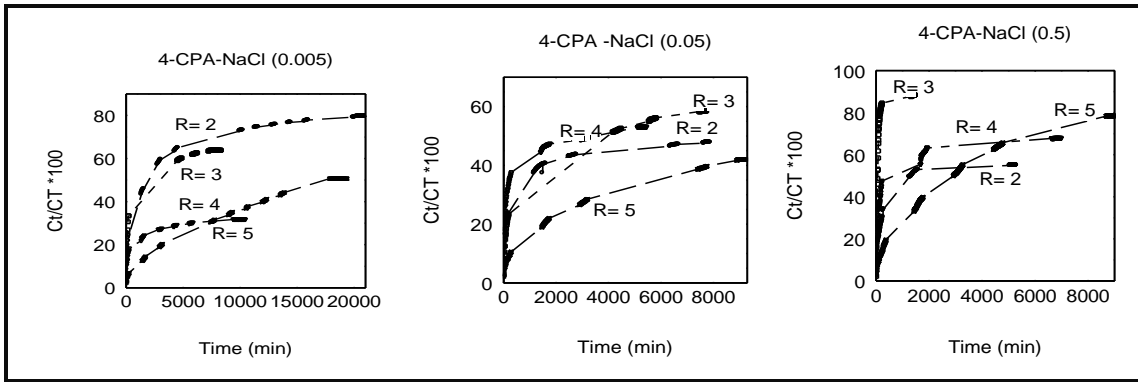 4-CPA-NaCl (0.005)
80
60
40
20
0
R= 2
R= 3
R= 4
R= 5
0 5000 10000 15000 20000
Ct/CT *100
Time (min)
4-CPA -NaCl (0.05)
60
40
20
0
R= 3
R= 4
R= 2
R= 5
0 2000 4000 6000 8000
Ct/CT *100
Time (min)
4-CPA-NaCl (0.5)
100
80
60
40
20
0
R= 3
R= 5
R= 4
R= 2
0 2000 4000 6000 8000
Ct/CT *100
Time (min)